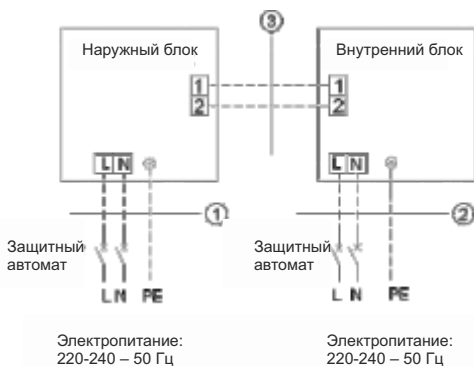 ③
Наружный блок
Внутренний блок
1
1
2
2
L N
L N
①
②
Защитный
автомат
Защитный
автомат
L N PE
L N PE
Электропитание:
220-240 – 50 Гц
Электропитание:
220-240 – 50 Гц